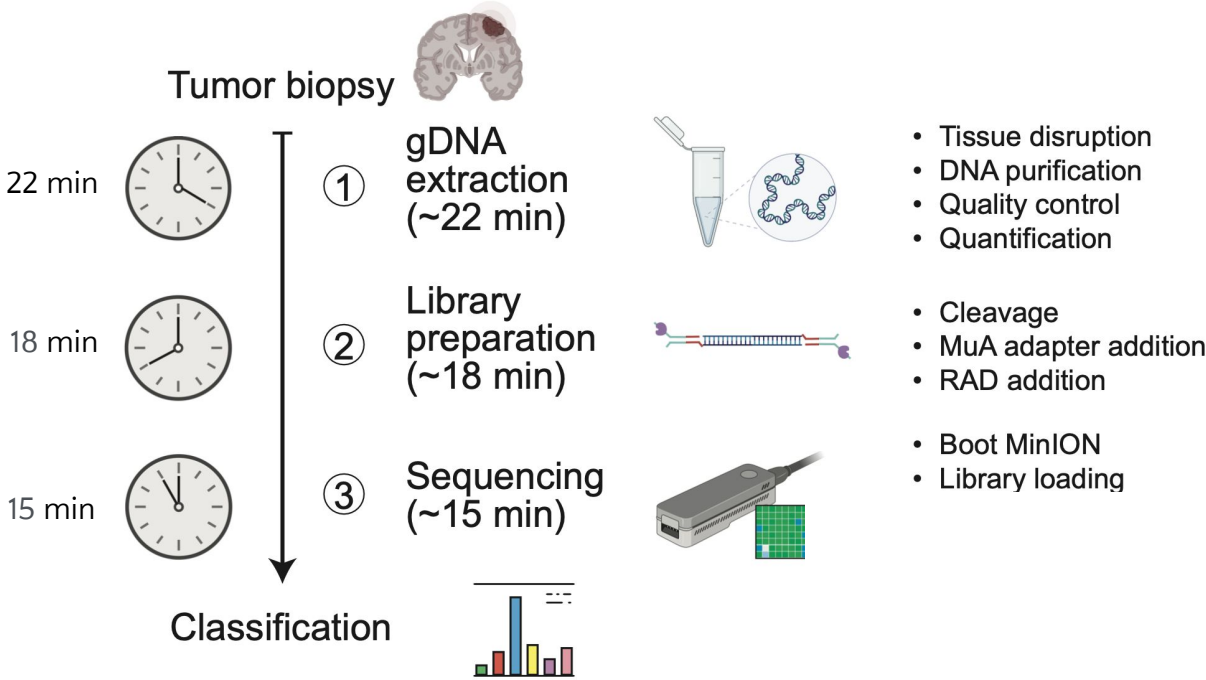 Tumor biopsy
22 min
1
gDNA
extraction
(~22 min)
• Tissue disruption
• DNA purification
• Quality control
• Quantification
18 min
2
Library
preparation
(~18 min)
• Cleavage
• MuA adapter addition
• RAD addition
15 min
3
Sequencing
(~15 min)
• Boot MinION
• Library loading
Classification